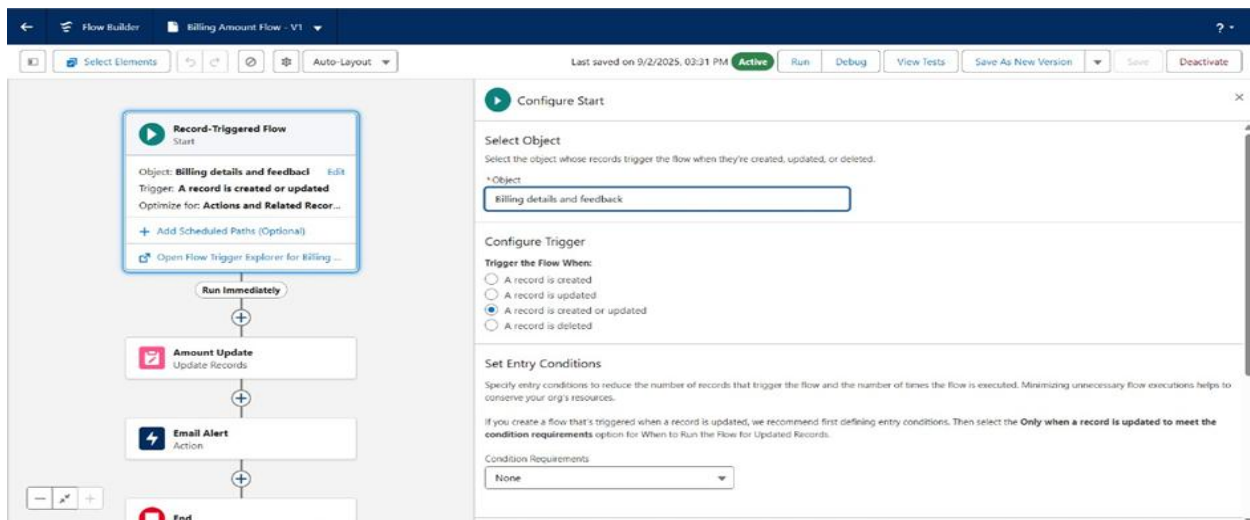 Flow Builder
Billing Amount Flow - V1
? -
Select Elements
Auto-Layout
Last saved on 9/2/2025, 03:31 PM
Active
Run
Debug
View Tests
Save As New Version
Save
Deactivate
Record-Triggered Flow
Start
Object: Billing details and feedbacl
Edit
Trigger: A record is created or updated
Optimize for: Actions and Related Recor...
+ Add Scheduled Paths (Optional)
Open Flow Trigger Explorer for Billing ...
Run Immediately
Amount Update
Update Records
Email Alert
Action
End
Configure Start
Select Object
Select the object whose records trigger the flow when they're created, updated, or deleted.
*Object
Billing details and feedback
Configure Trigger
Trigger the Flow When:
A record is created
A record is updated
A record is created or updated
A record is deleted
Set Entry Conditions
Specify entry conditions to reduce the number of records that trigger the flow and the number of times the flow is executed. Minimizing unnecessary flow executions helps to
conserve your org's resources.
If you create a flow that's triggered when a record is updated, we recommend first defining entry conditions. Then select the Only when a record is updated to meet the
condition requirements option for When to Run the Flow for Updated Records.
Condition Requirements
None